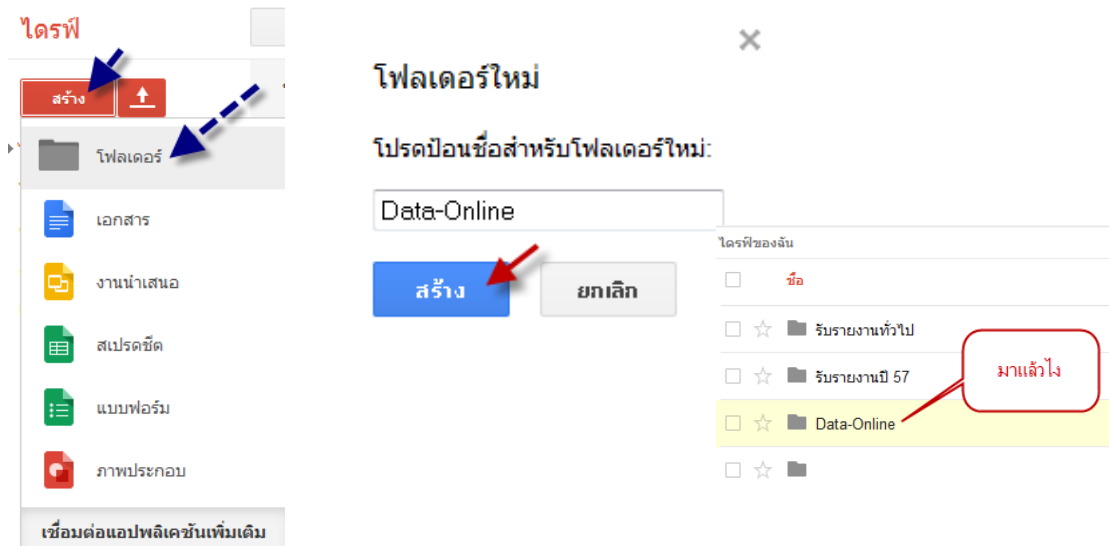 ไดรฟ์
สร้าง
โฟลเดอร์
เอกสาร
งานนำเสนอ
สเปรดชีต
แบบฟอร์ม
ภาพประกอบ
เชื่อมต่อแอปพลิเคชันเพิ่มเติม
โฟลเดอร์ใหม่
โปรดป้อนชื่อสำหรับโฟลเดอร์ใหม่:
Data-Online
สร้าง ยกเลิก
ไดรฟ์ของฉัน
ชื่อ
รับรายงานทั่วไป
รับรายงานปี 57
Data-Online
มาแล้วไง